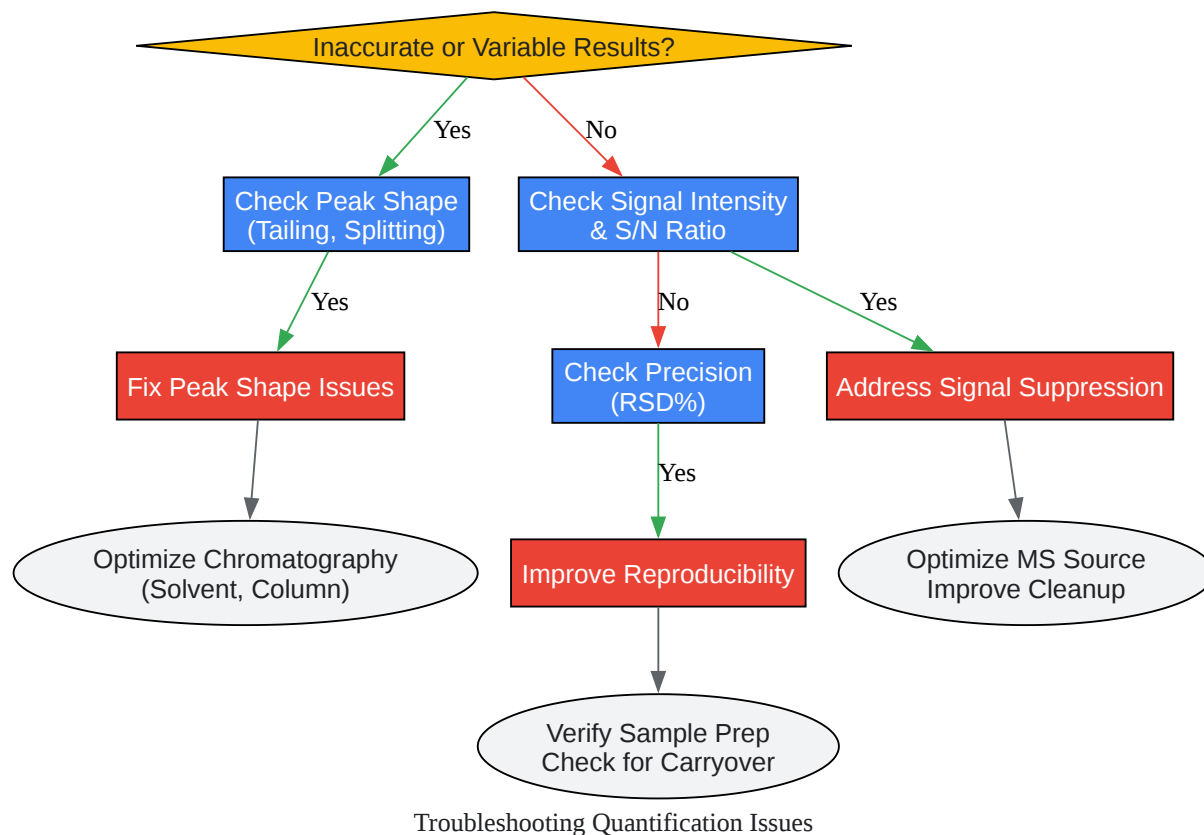 Inaccurate or Variable Results?
Yes
No
Check Peak Shape
(Tailing, Splitting)
Check Signal Intensity
& S/N Ratio
Yes
No
Yes
Fix Peak Shape Issues
Check Precision
(RSD%)
Address Signal Suppression
Yes
Optimize Chromatography
(Solvent, Column)
Improve Reproducibility
Optimize MS Source
Improve Cleanup
Verify Sample Prep
Check for Carryover
Troubleshooting Quantification Issues